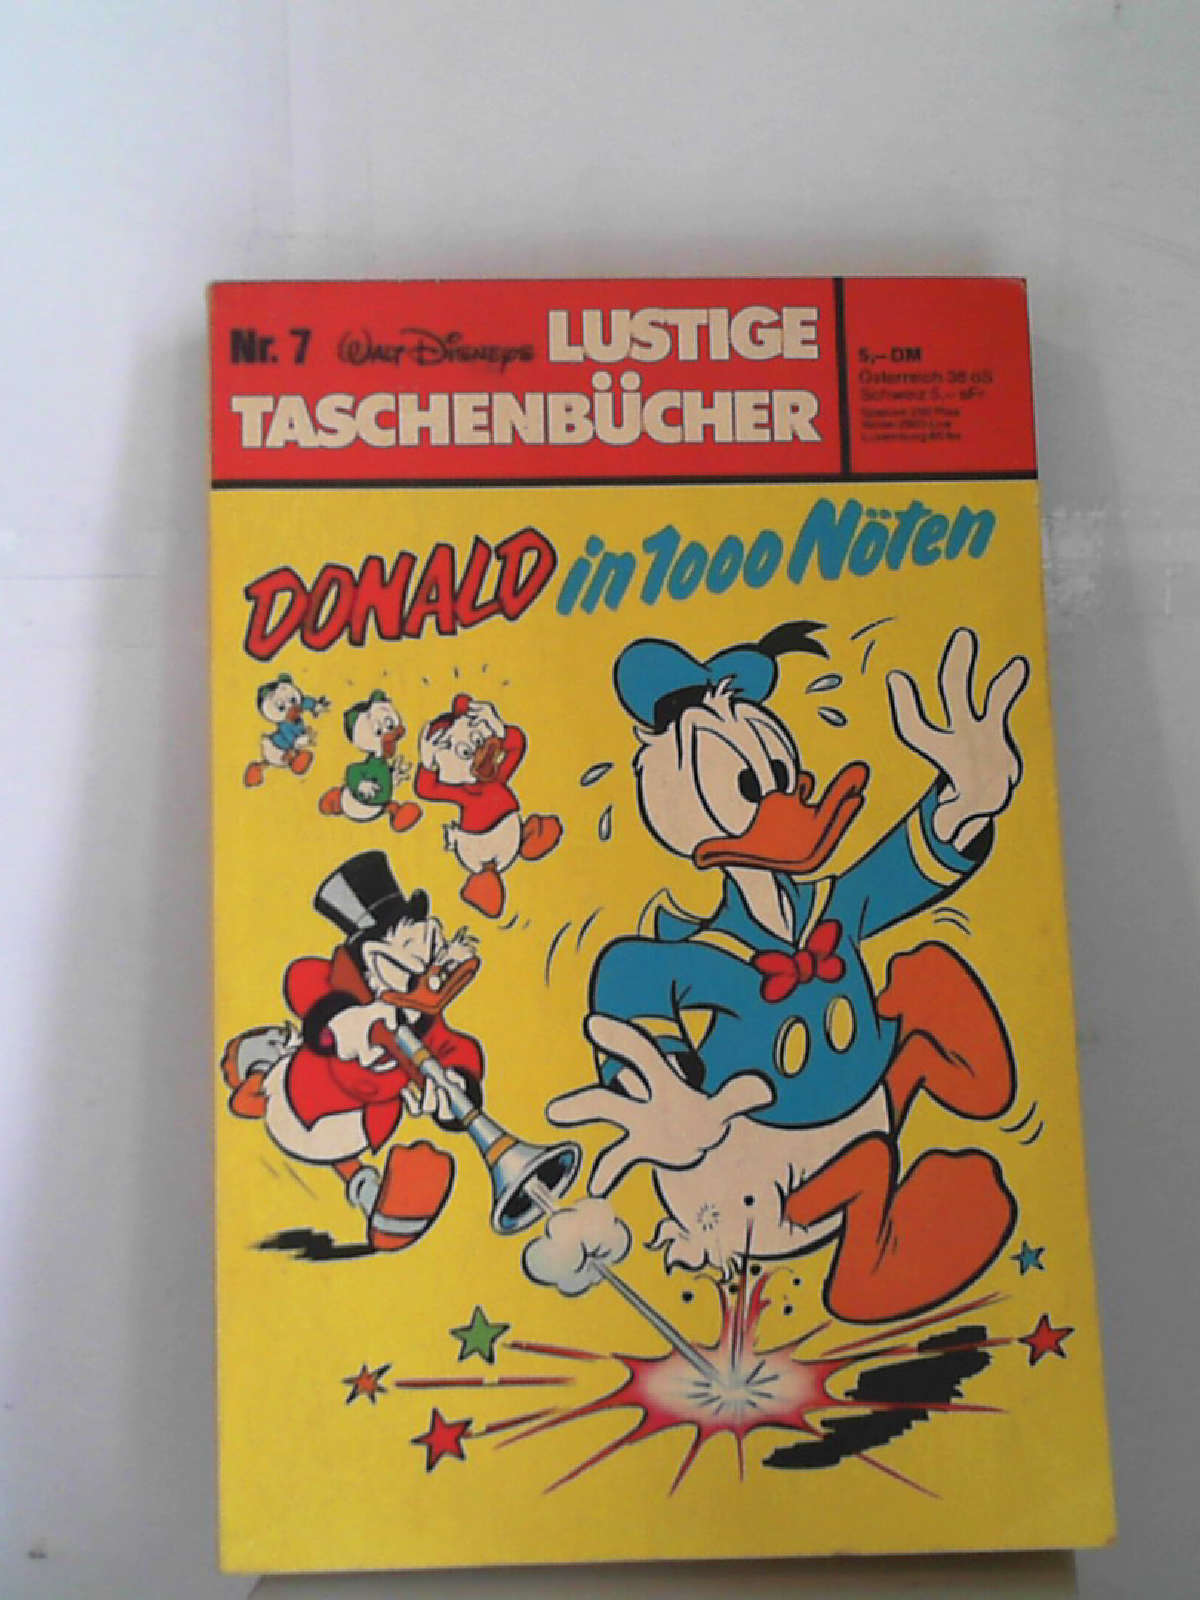 Nr. 7 WALT DISNEYS LUSTIGE
TASCHENBÜCHER
5,– DM
Österreich 38 öS
Schweiz 5,– sFr
DONALD in 1000 Nöten